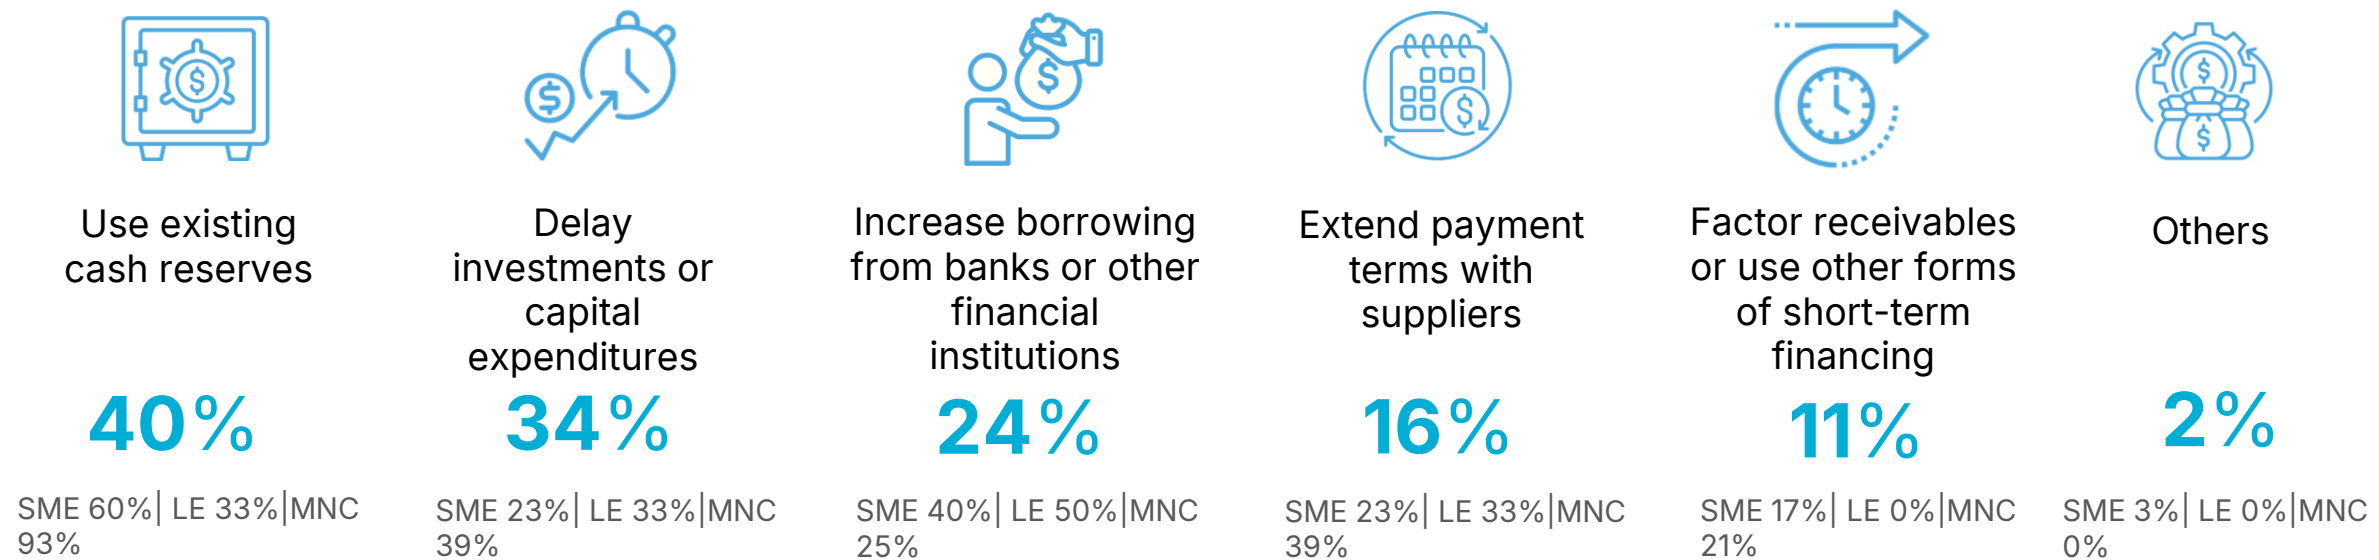 Use existing
cash reserves
40%
SME 60%| LE 33%|MNC
93%
Delay
investments or
capital
expenditures
34%
SME 23%| LE 33%|MNC
39%
Increase borrowing
from banks or other
financial
institutions
24%
SME 40%| LE 50%|MNC
25%
Extend payment
terms with
suppliers
16%
SME 23%| LE 33%|MNC
39%
Factor receivables
or use other forms
of short-term
financing
11%
SME 17%| LE 0%|MNC
21%
Others
2%
SME 3%| LE 0%|MNC
0%